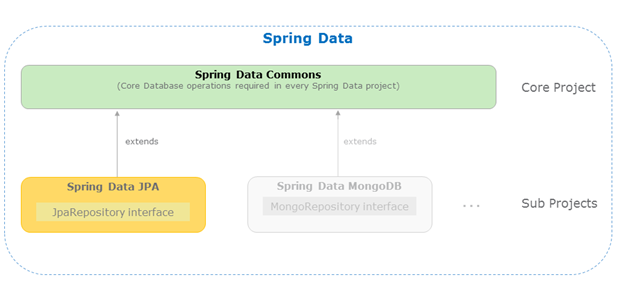 Spring Data
Spring Data Commons
(Core Database operations required in every Spring Data project)
Core Project
extends
extends
Spring Data JPA
JpaRepository interface
Spring Data MongoDB
MongoRepository interface
...
Sub Projects